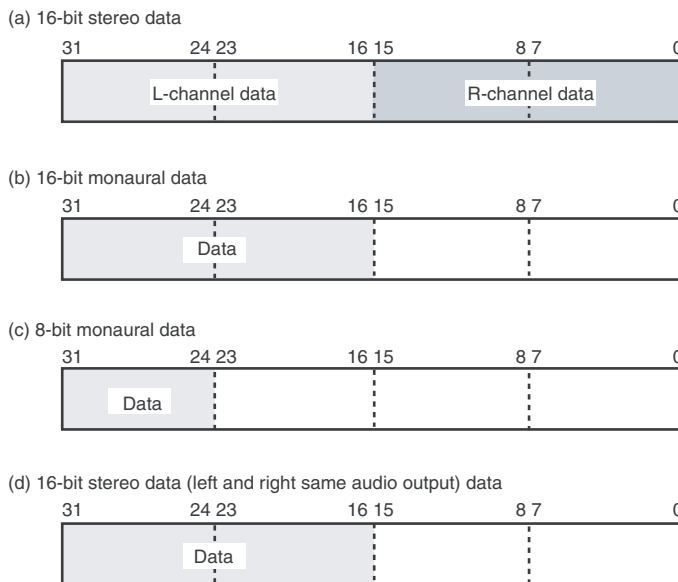 (a) 16-bit stereo data
31 24 23 16 15 8 7 0
L-channel data R-channel data
(b) 16-bit monaural data
31 24 23 16 15 8 7 0
Data
(c) 8-bit monaural data
31 24 23 16 15 8 7 0
Data
(d) 16-bit stereo data (left and right same audio output) data
31 24 23 16 15 8 7 0
Data